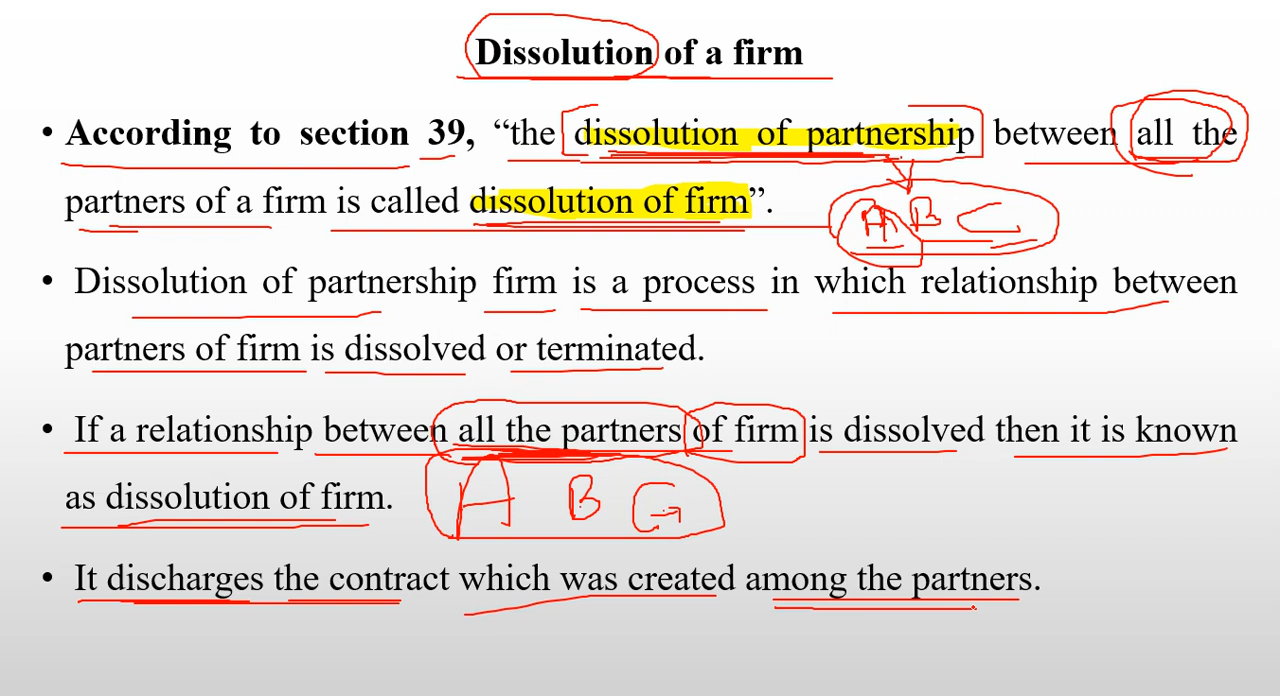 Dissolution of a firm
• According to section 39, “the dissolution of partnership between all the
partners of a firm is called dissolution of firm”.
A B C
• Dissolution of partnership firm is a process in which relationship between
partners of firm is dissolved or terminated.
• If a relationship between all the partners of firm is dissolved then it is known
as dissolution of firm.
A B G
• It discharges the contract which was created among the partners.